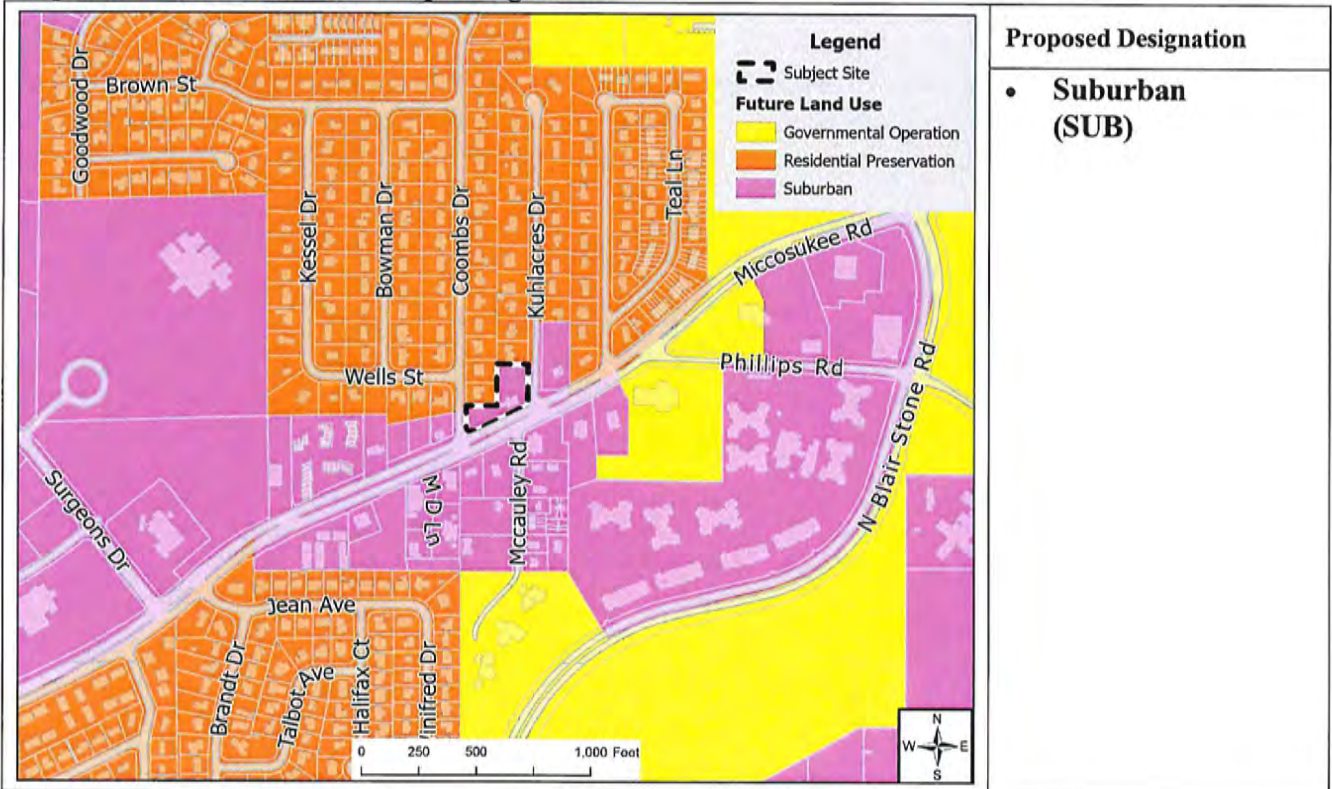 Legend
Subject Site
Future Land Use
Governmental Operation
Residential Preservation
Suburban
Goodwood Dr
Brown St
Kessel Dr
Bowman Dr
Coombs Dr
Kuhlacres Dr
Teal Ln
Miccosukee Rd
Phillips Rd
Wells St
N Blair Stone Rd
Surgeons Dr
M D Ln
Mccauley Rd
Jean Ave
Brandt Dr
Talbot Ave
Halifax Ct
inifred Dr
0 250 500 1,000 Feet
N
W E
S
Proposed Designation
• Suburban
(SUB)